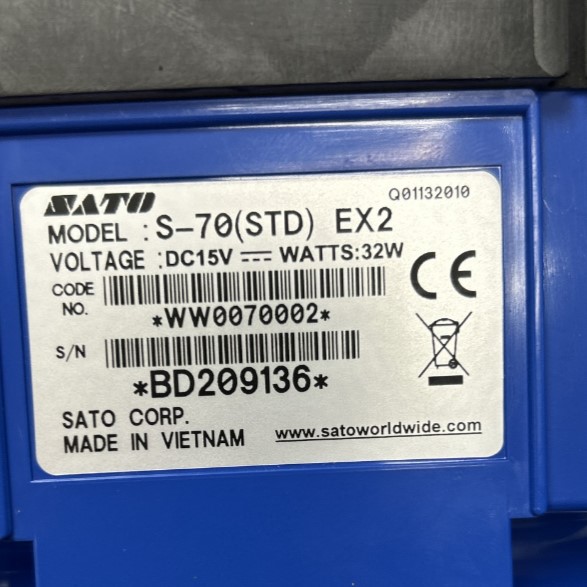 SATO
Q01132010
MODEL : S-70(STD) EX2
VOLTAGE :DC15V ⎓ WATTS:32W
CODE NO.
*WW0070002*
CE
S/N
*BD209136*
SATO CORP.
MADE IN VIETNAM
www.satoworldwide.com